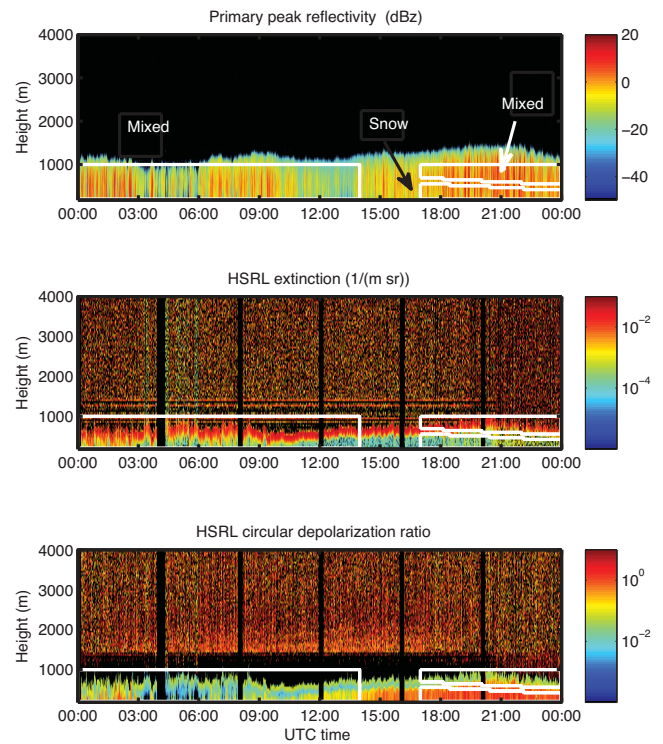 Primary peak reflectivity (dBz)
4000
3000
2000
1000
Height (m)
Mixed
Snow
Mixed
00:00 03:00 06:00 09:00 12:00 15:00 18:00 21:00 00:00
20
0
−20
−40
HSRL extinction (1/(m sr))
4000
3000
2000
1000
Height (m)
00:00 03:00 06:00 09:00 12:00 15:00 18:00 21:00 00:00
10−2
10−4
HSRL circular depolarization ratio
4000
3000
2000
1000
Height (m)
00:00 03:00 06:00 09:00 12:00 15:00 18:00 21:00 00:00
UTC time
100
10−2